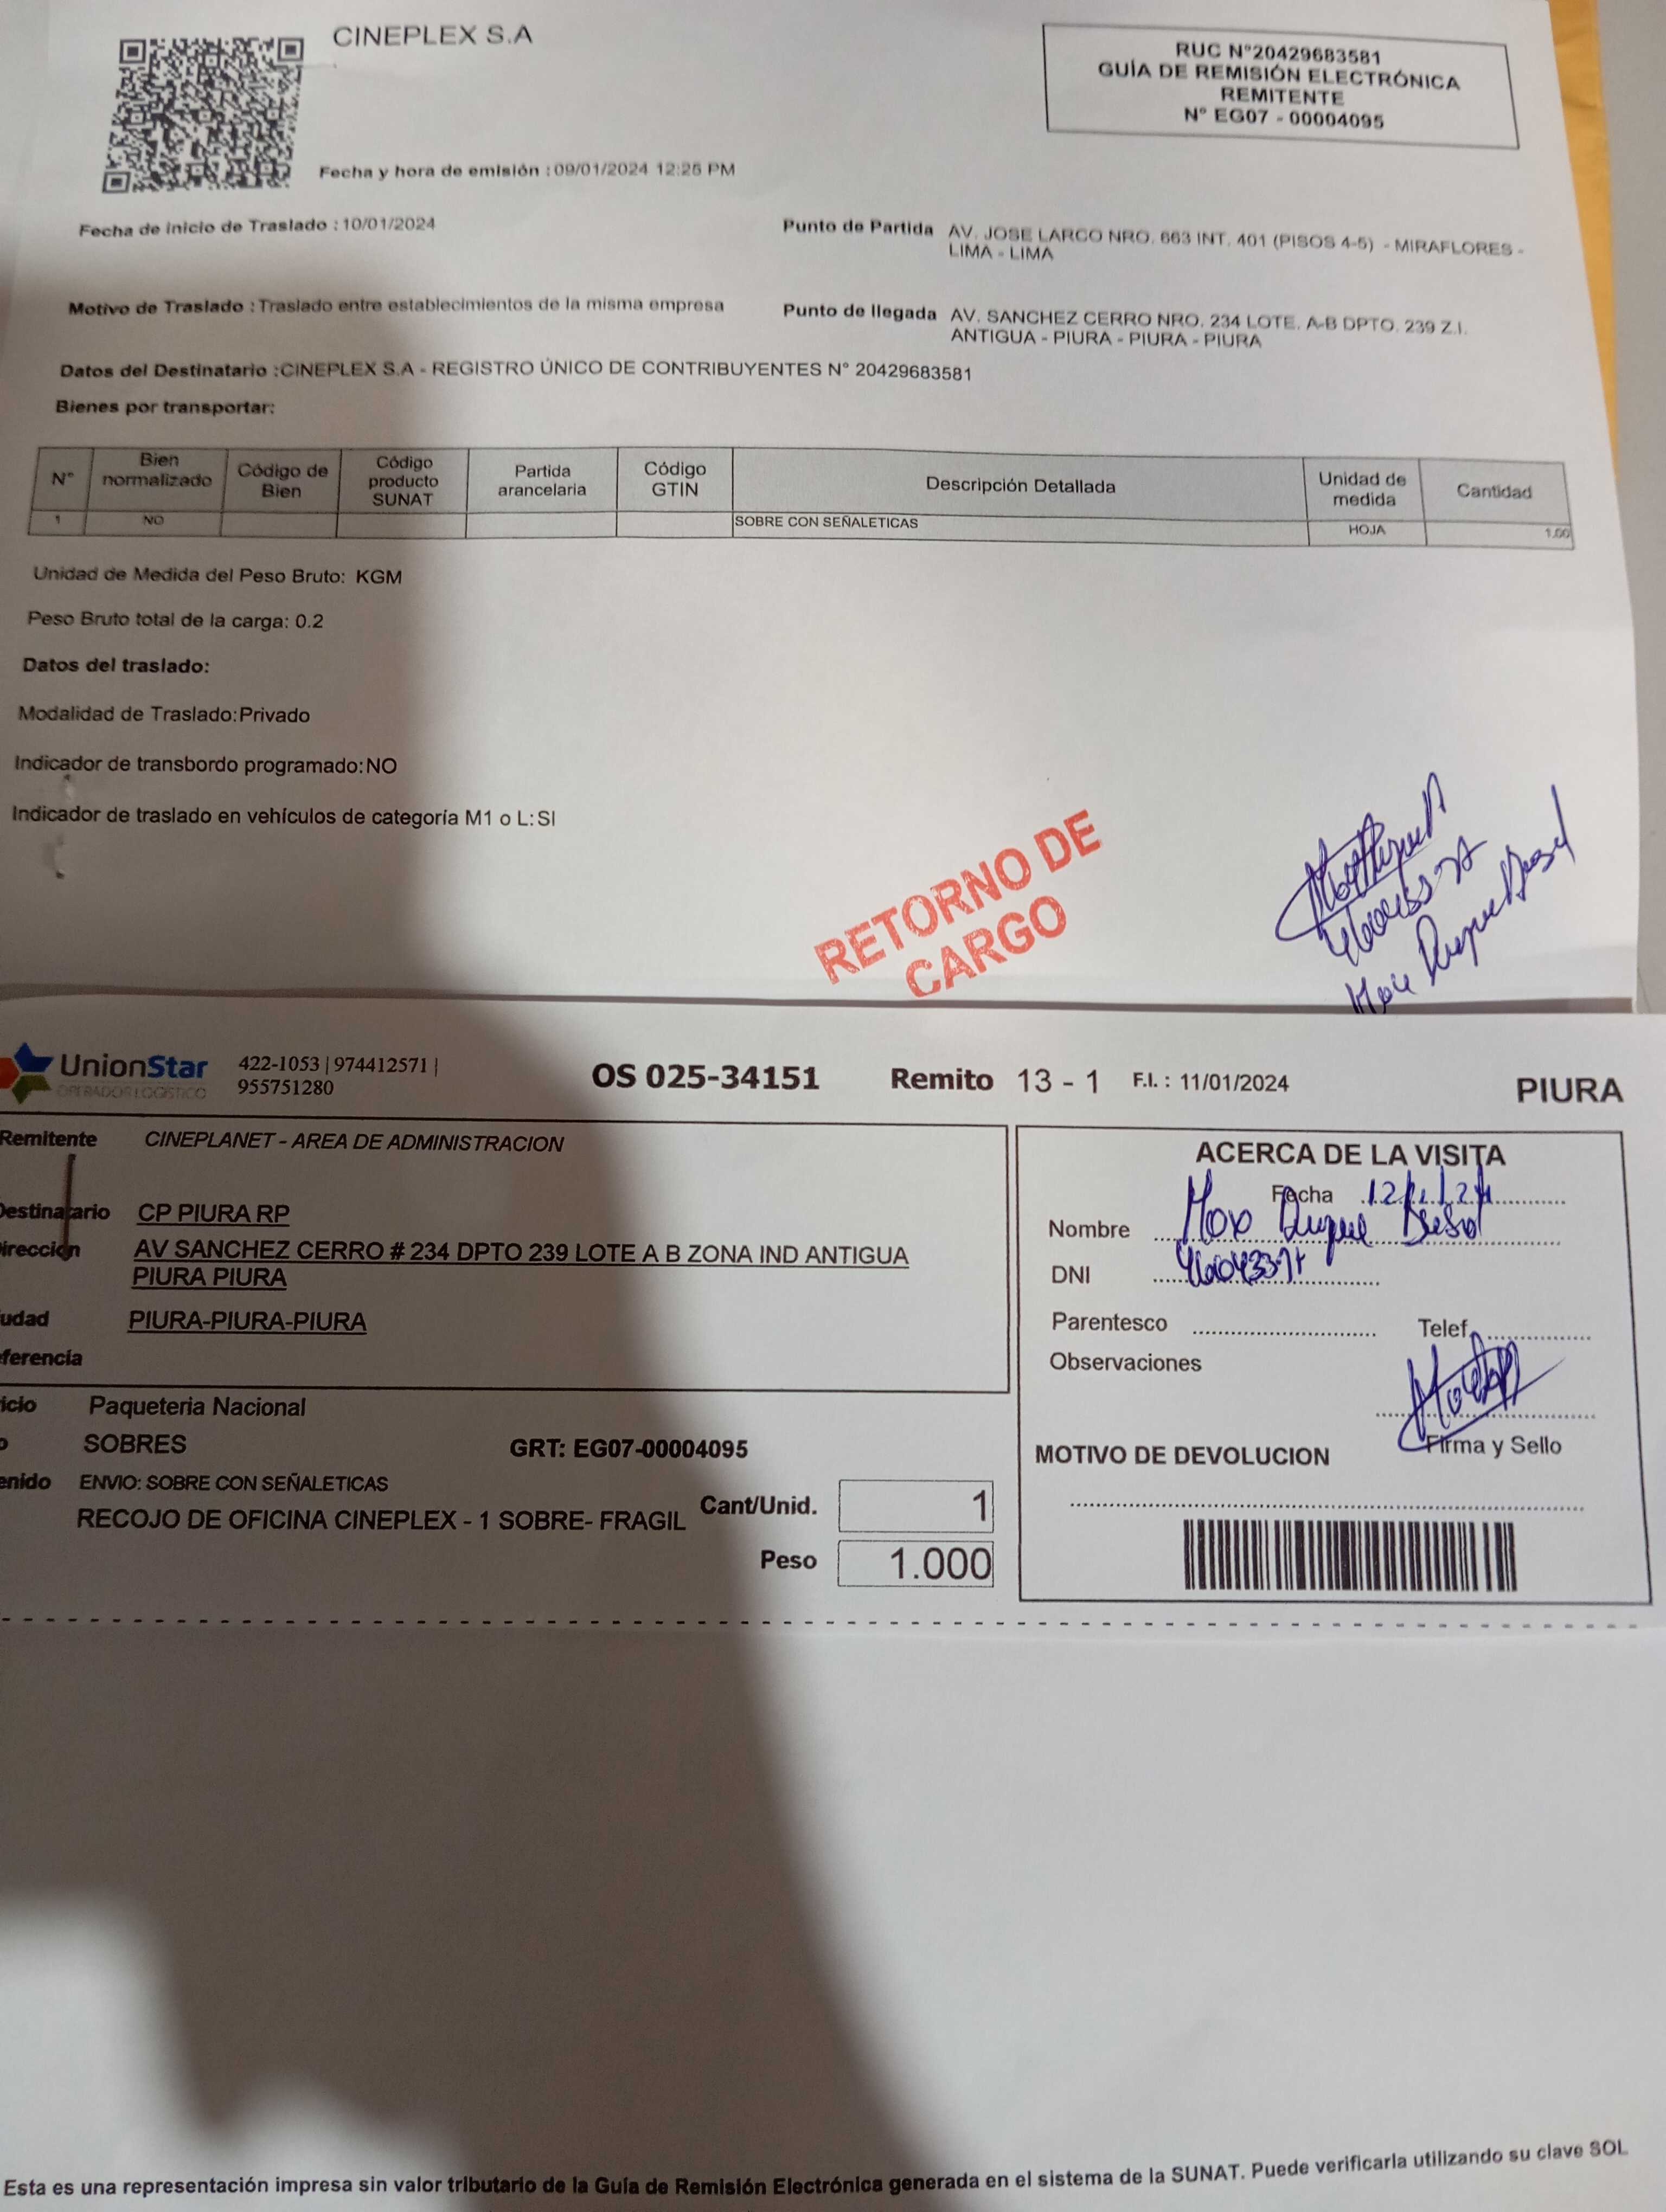 CINEPLEX S.A
RUC N°20429683581
GUÍA DE REMISIÓN ELECTRÓNICA
REMITENTE
N° EG07 - 00004095
Fecha y hora de emisión : 09/01/2024 12:25 PM
Fecha de inicio de Traslado : 10/01/2024
Punto de Partida AV. JOSE LARCO NRO. 663 INT. 401 (PISOS 4-5) - MIRAFLORES -
LIMA - LIMA
Motivo de Traslado : Traslado entre establecimientos de la misma empresa
Punto de llegada AV. SANCHEZ CERRO NRO. 234 LOTE. A-B DPTO. 239 Z.I.
ANTIGUA - PIURA - PIURA - PIURA
Datos del Destinatario :CINEPLEX S.A - REGISTRO ÚNICO DE CONTRIBUYENTES N° 20429683581
Bienes por transportar:
N° Bien normalizado Código de Bien Código producto SUNAT Partida arancelaria Código GTIN Descripción Detallada Unidad de medida Cantidad
1 NO SOBRE CON SEÑALETICAS HOJA 1.00
Unidad de Medida del Peso Bruto: KGM
Peso Bruto total de la carga: 0.2
Datos del traslado:
Modalidad de Traslado:Privado
Indicador de transbordo programado:NO
Indicador de traslado en vehículos de categoría M1 o L:SI
RETORNO DE
CARGO
UnionStar
OPERADOR LOGÍSTICO
422-1053 | 974412571 |
955751280
OS 025-34151 Remito 13 - 1 F.I. : 11/01/2024 PIURA
Remitente CINEPLANET - AREA DE ADMINISTRACION
estinatario CP PIURA RP
ireccion AV SANCHEZ CERRO # 234 DPTO 239 LOTE A B ZONA IND ANTIGUA
PIURA PIURA
udad PIURA-PIURA-PIURA
ferencia
icio Paqueteria Nacional
o SOBRES GRT: EG07-00004095
enido ENVIO: SOBRE CON SEÑALETICAS
RECOJO DE OFICINA CINEPLEX - 1 SOBRE- FRAGIL
Cant/Unid. 1
Peso 1.000
ACERCA DE LA VISITA
Fecha 12/1/24
Nombre
DNI
Parentesco Telef.
Observaciones
Firma y Sello
MOTIVO DE DEVOLUCION
Esta es una representación impresa sin valor tributario de la Guía de Remisión Electrónica generada en el sistema de la SUNAT. Puede verificarla utilizando su clave SOL